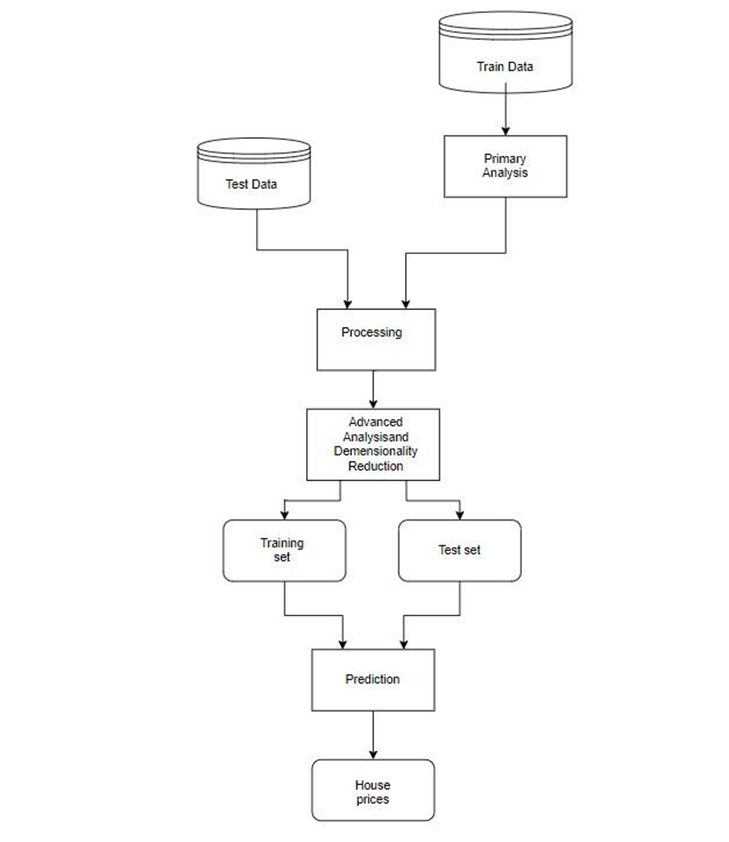 Train Data
Primary
Analysis
Test Data
Processing
Advanced
Analysisand
Demensionality
Reduction
Training
set
Test set
Prediction
House
prices